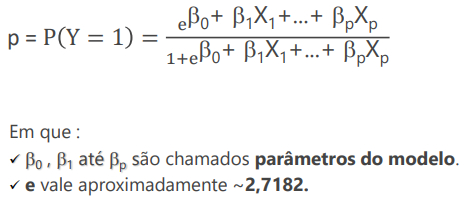 p = P(Y = 1) = 
eβ₀+ β₁X₁+...+ βₚXₚ
1+eβ₀+ β₁X₁+...+ βₚXₚ
Em que :
✓ β₀ , β₁ até βₚ são chamados parâmetros do modelo.
✓ e vale aproximadamente ~2,7182.